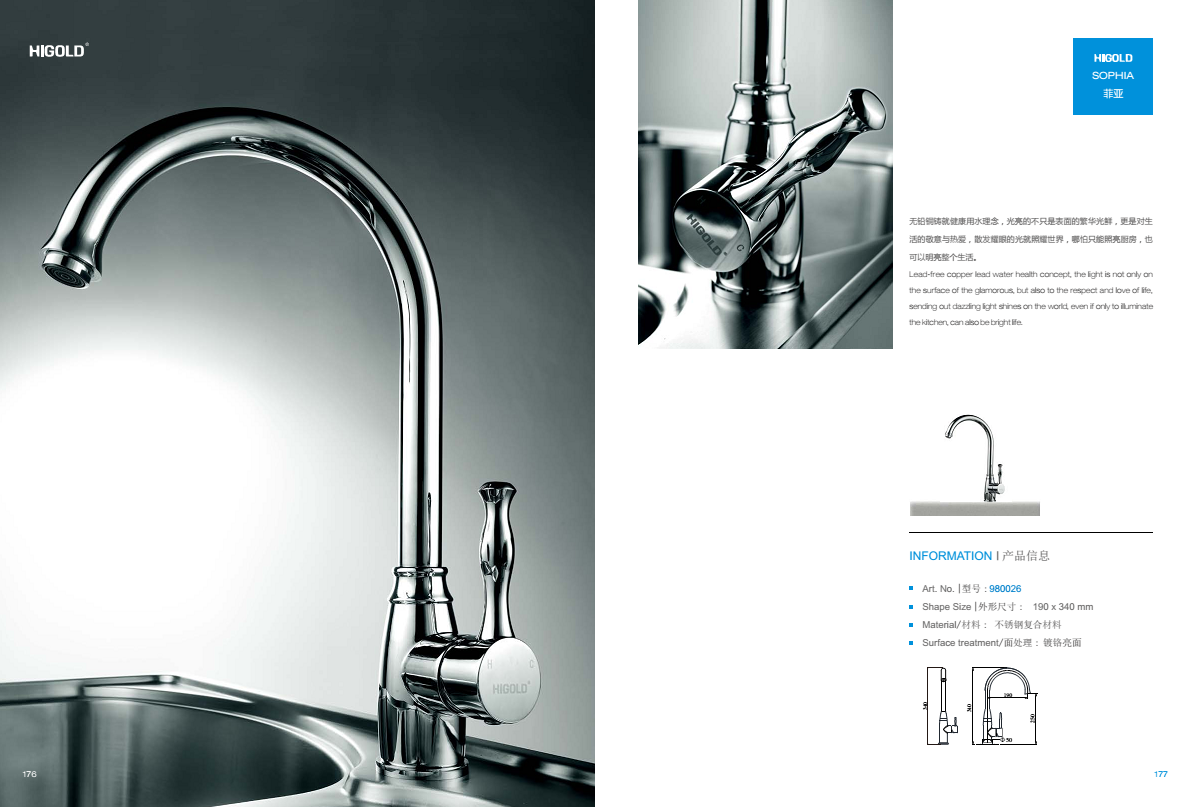 HIGOLD®
H C
HIGOLD®
176
H
C
HIGOLD®
HIGOLD
SOPHIA
菲亚
无铅铜铸就健康用水理念，光亮的不只是表面的繁华光鲜，更是对生
活的敬意与热爱，散发耀眼的光就照耀世界，哪怕只能照亮厨房，也
可以明亮整个生活。
Lead-free copper lead water health concept, the light is not only on
the surface of the glamorous, but also to the respect and love of life,
sending out dazzling light shines on the world, even if only to illuminate
the kitchen, can also be bright life.
INFORMATION | 产品信息
Art. No. |型号 : 980026
Shape Size |外形尺寸 : 190 x 340 mm
Material/材料 : 不锈钢复合材料
Surface treatment/面处理 : 镀铬亮面
340
340
190
250
50
177